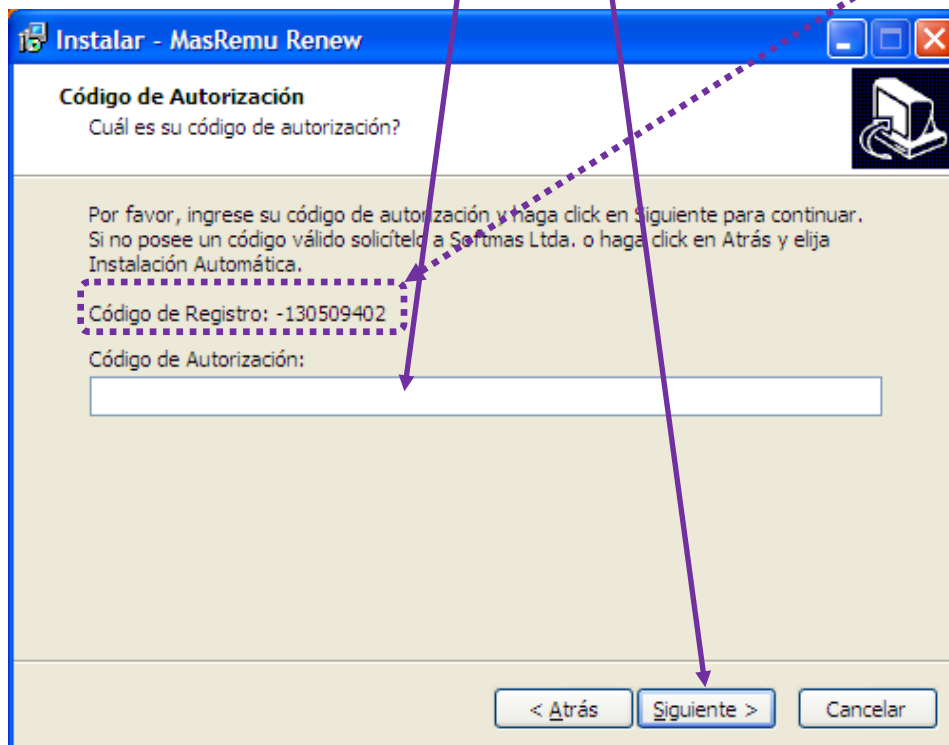 Instalar - MasRemu Renew
Código de Autorización
Cuál es su código de autorización?
Por favor, ingrese su código de autorización y haga click en Siguiente para continuar.
Si no posee un código válido solicítelo a Softmas Ltda. o haga click en Atrás y elija
Instalación Automática.
Código de Registro: -130509402
Código de Autorización:
< Atrás
Siguiente >
Cancelar